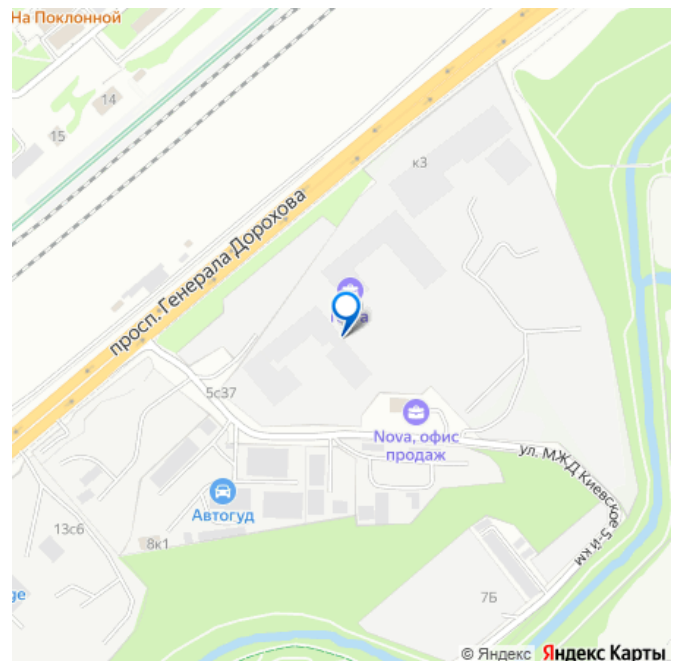 На Поклонной
14
15
к3
просп. Генерала Дорохова
5с37
Nova, офис
продаж
ул. МЖД Киевское 5-й км
Автогуд
13с6
8к1
7Б
© Яндекс Яндекс Карты